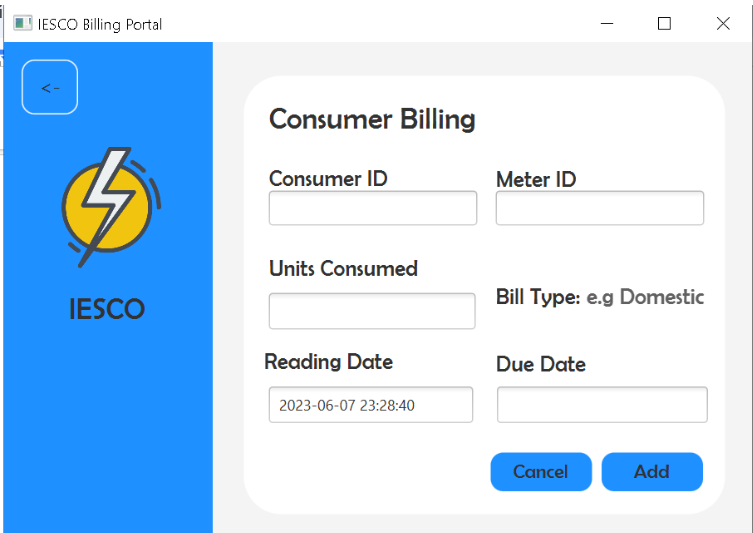 IESCO Billing Portal
<-
IESCO
Consumer Billing
Consumer ID
Meter ID
Units Consumed
Bill Type: e.g Domestic
Reading Date
Due Date
2023-06-07 23:28:40
Cancel
Add